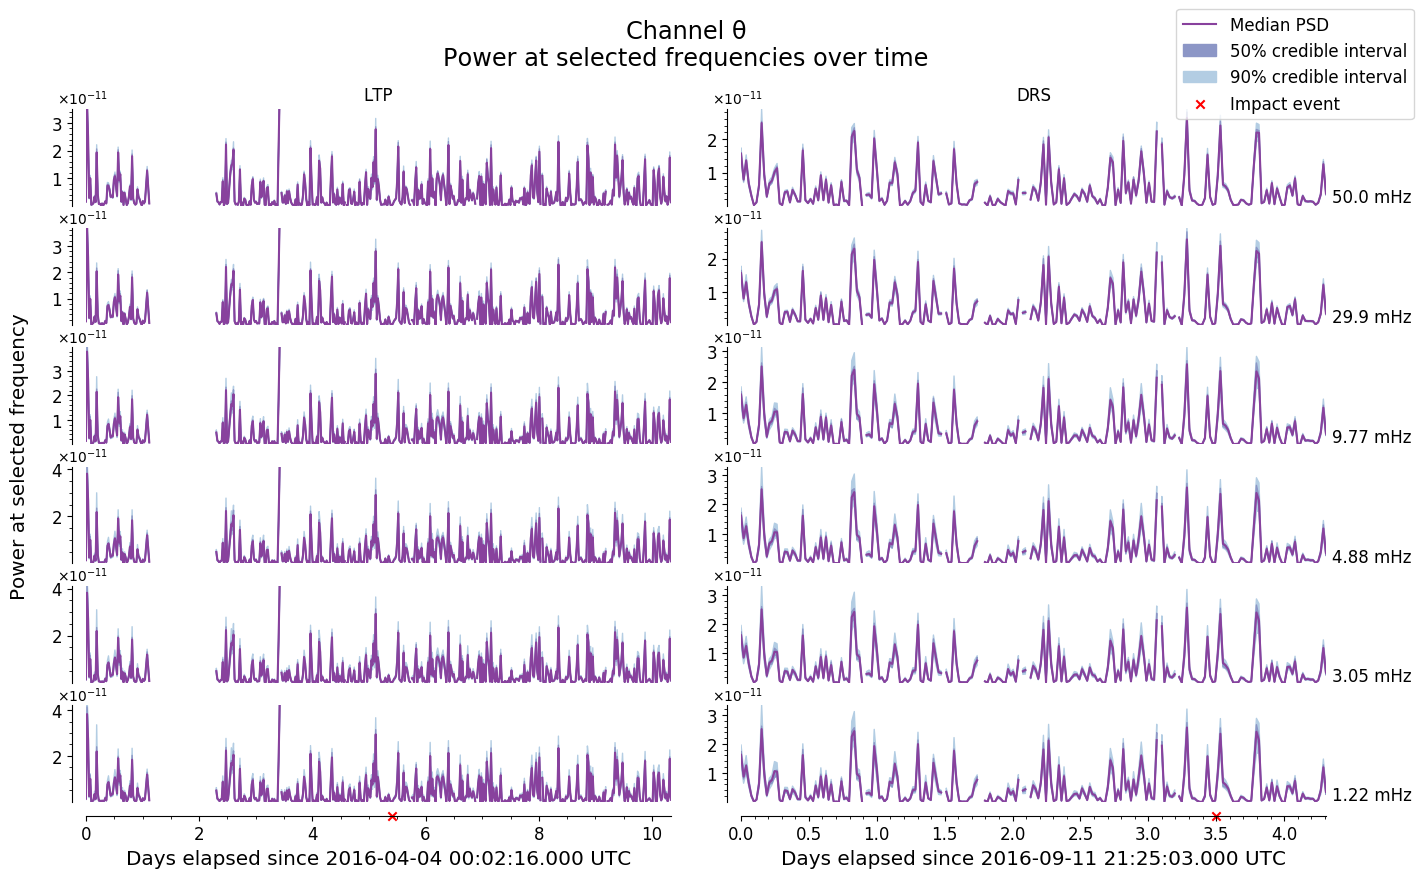 Channel θ
Power at selected frequencies over time
Median PSD
50% credible interval
90% credible interval
Impact event
LTP
DRS
Power at selected frequency
×10⁻¹¹
3
2
1
×10⁻¹¹
2
1
50.0 mHz
×10⁻¹¹
3
2
1
×10⁻¹¹
2
1
29.9 mHz
×10⁻¹¹
3
2
1
×10⁻¹¹
3
2
1
9.77 mHz
×10⁻¹¹
4
2
×10⁻¹¹
3
2
1
4.88 mHz
×10⁻¹¹
4
2
×10⁻¹¹
3
2
1
3.05 mHz
×10⁻¹¹
4
2
×10⁻¹¹
3
2
1
1.22 mHz
0 2 4 6 8 10
Days elapsed since 2016-04-04 00:02:16.000 UTC
0.0 0.5 1.0 1.5 2.0 2.5 3.0 3.5 4.0
Days elapsed since 2016-09-11 21:25:03.000 UTC